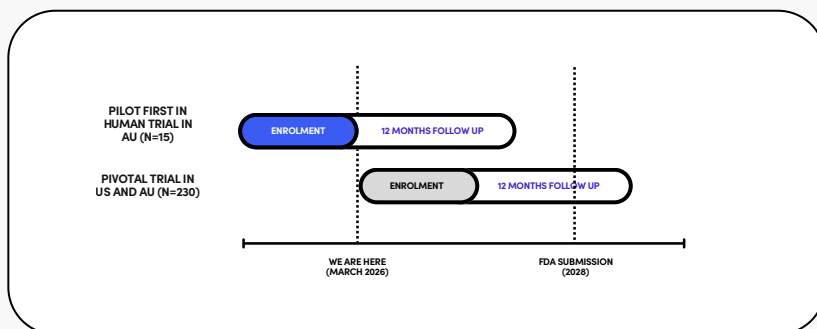 PILOT FIRST IN
HUMAN TRIAL IN
AU (N=15)
ENROLMENT
12 MONTHS FOLLOW UP
PIVOTAL TRIAL IN
US AND AU (N=230)
ENROLMENT
12 MONTHS FOLLOW UP
WE ARE HERE
(MARCH 2026)
FDA SUBMISSION
(2028)